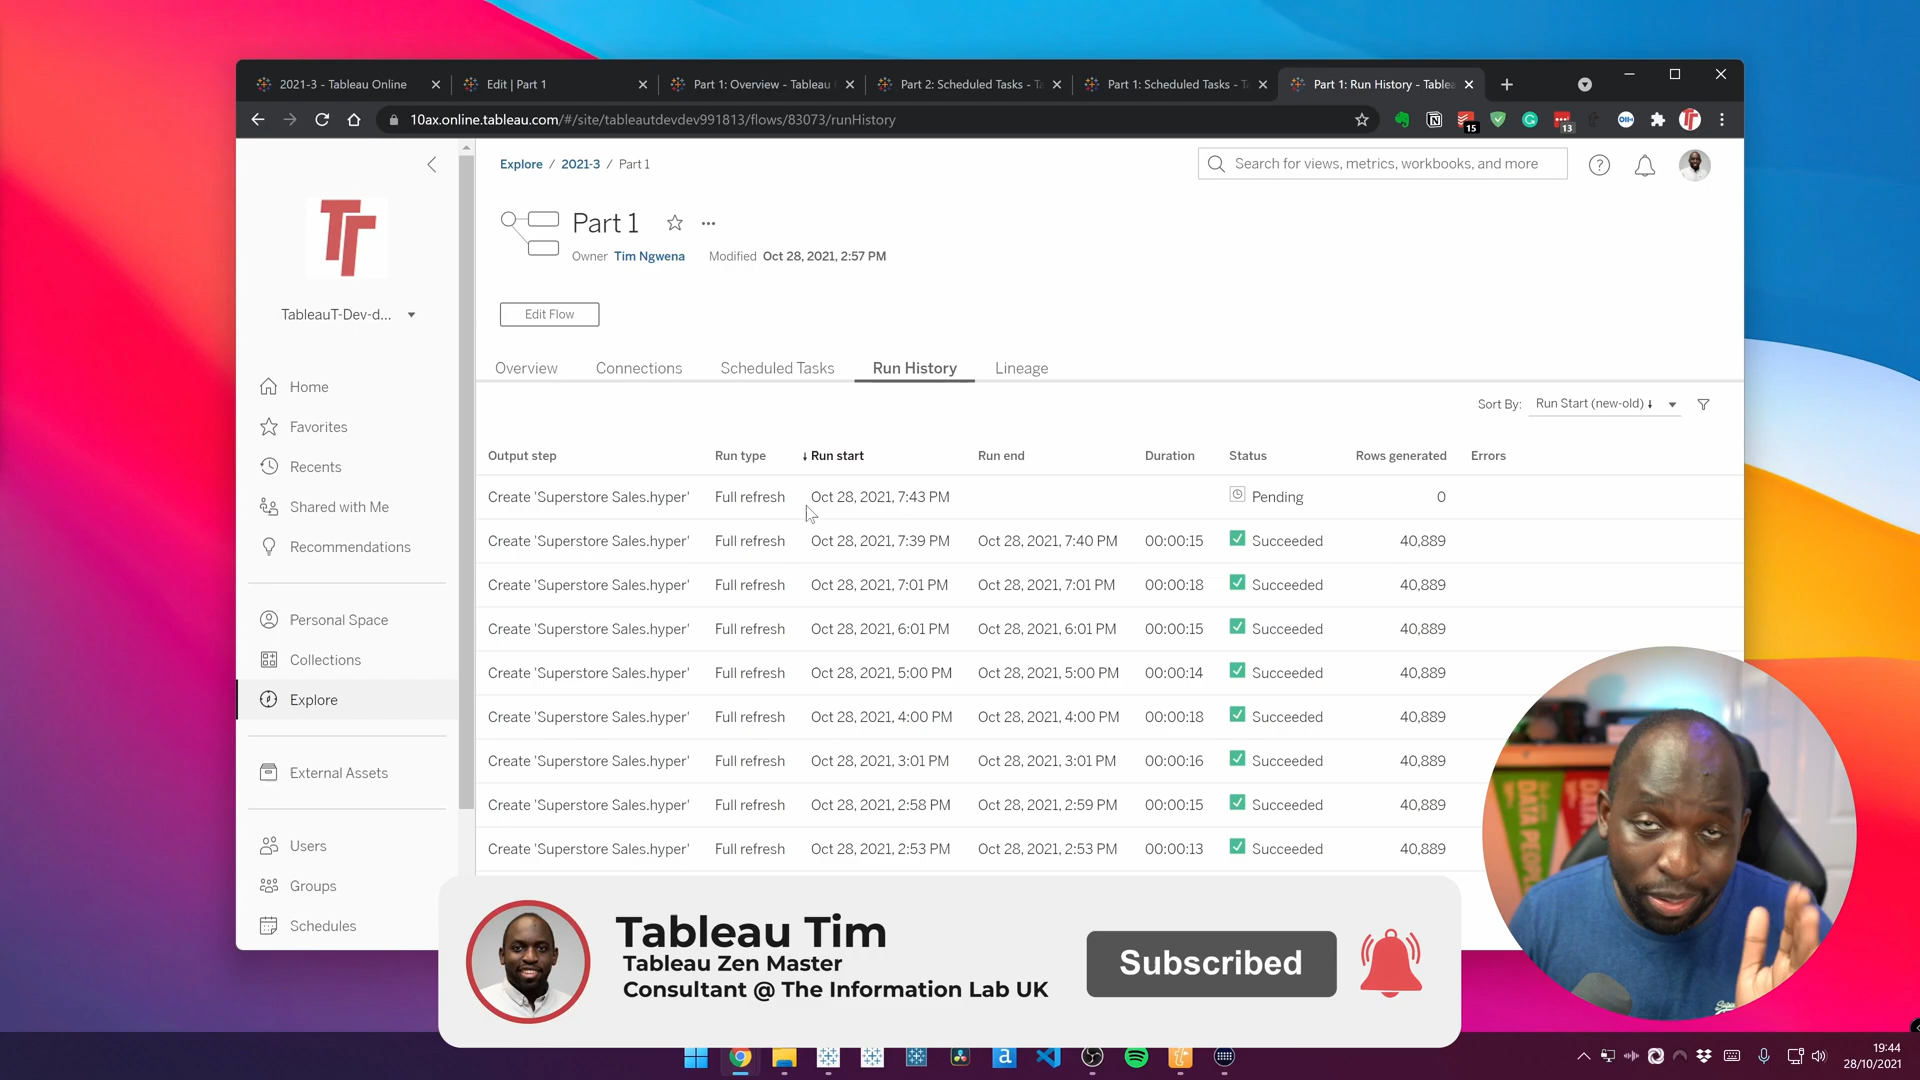 2021-3 - Tableau Online
Edit | Part 1
Part 1: Overview - Tableau
Part 2: Scheduled Tasks - Ta
Part 1: Scheduled Tasks - Te
Part 1: Run History - Tablea
10ax.online.tableau.com/#/site/tableautdevdev991813/flows/83073/runHistory
15
13
Explore / 2021-3 / Part 1
Search for views, metrics, workbooks, and more
TT
Part 1
Owner Tim Ngwena Modified Oct 28, 2021, 2:57 PM
TableauT-Dev-d...
Edit Flow
Overview Connections Scheduled Tasks Run History Lineage
Home
Favorites
Recents
Shared with Me
Recommendations
Personal Space
Collections
Explore
External Assets
Users
Groups
Schedules
Sort By: Run Start (new-old) ↓
Output step Run type ↓ Run start Run end Duration Status Rows generated Errors
Create 'Superstore Sales.hyper' Full refresh Oct 28, 2021, 7:43 PM Pending 0
Create 'Superstore Sales.hyper' Full refresh Oct 28, 2021, 7:39 PM Oct 28, 2021, 7:40 PM 00:00:15 Succeeded 40,889
Create 'Superstore Sales.hyper' Full refresh Oct 28, 2021, 7:01 PM Oct 28, 2021, 7:01 PM 00:00:18 Succeeded 40,889
Create 'Superstore Sales.hyper' Full refresh Oct 28, 2021, 6:01 PM Oct 28, 2021, 6:01 PM 00:00:15 Succeeded 40,889
Create 'Superstore Sales.hyper' Full refresh Oct 28, 2021, 5:00 PM Oct 28, 2021, 5:00 PM 00:00:14 Succeeded 40,889
Create 'Superstore Sales.hyper' Full refresh Oct 28, 2021, 4:00 PM Oct 28, 2021, 4:00 PM 00:00:18 Succeeded 40,889
Create 'Superstore Sales.hyper' Full refresh Oct 28, 2021, 3:01 PM Oct 28, 2021, 3:01 PM 00:00:16 Succeeded 40,889
Create 'Superstore Sales.hyper' Full refresh Oct 28, 2021, 2:58 PM Oct 28, 2021, 2:59 PM 00:00:15 Succeeded 40,889
Create 'Superstore Sales.hyper' Full refresh Oct 28, 2021, 2:53 PM Oct 28, 2021, 2:53 PM 00:00:13 Succeeded 40,889
DATA PEOPLE
DATA
Tableau Tim
Tableau Zen Master
Consultant @ The Information Lab UK
Subscribed
19:44
28/10/2021